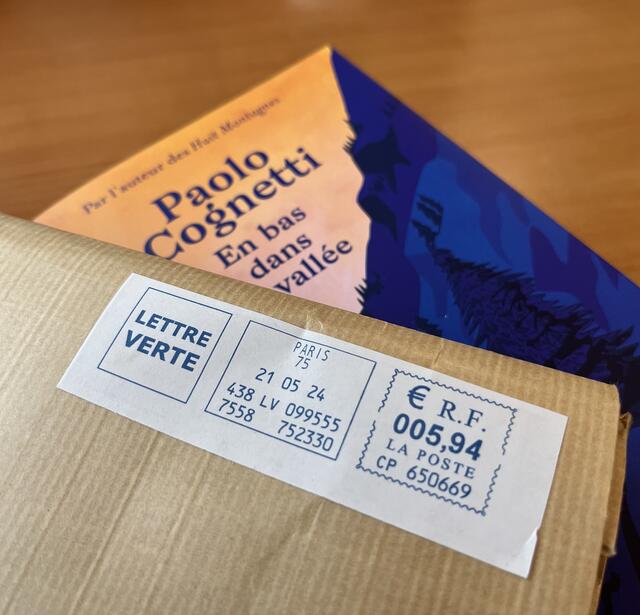 Par l'auteur des Huit Montagnes
Paolo
Cognetti
En bas
dans
vallée
LETTRE
VERTE
PARIS
75
21 05 24
438 LV 099555
7558 752330
€ R.F.
005,94
LA POSTE
CP 650669